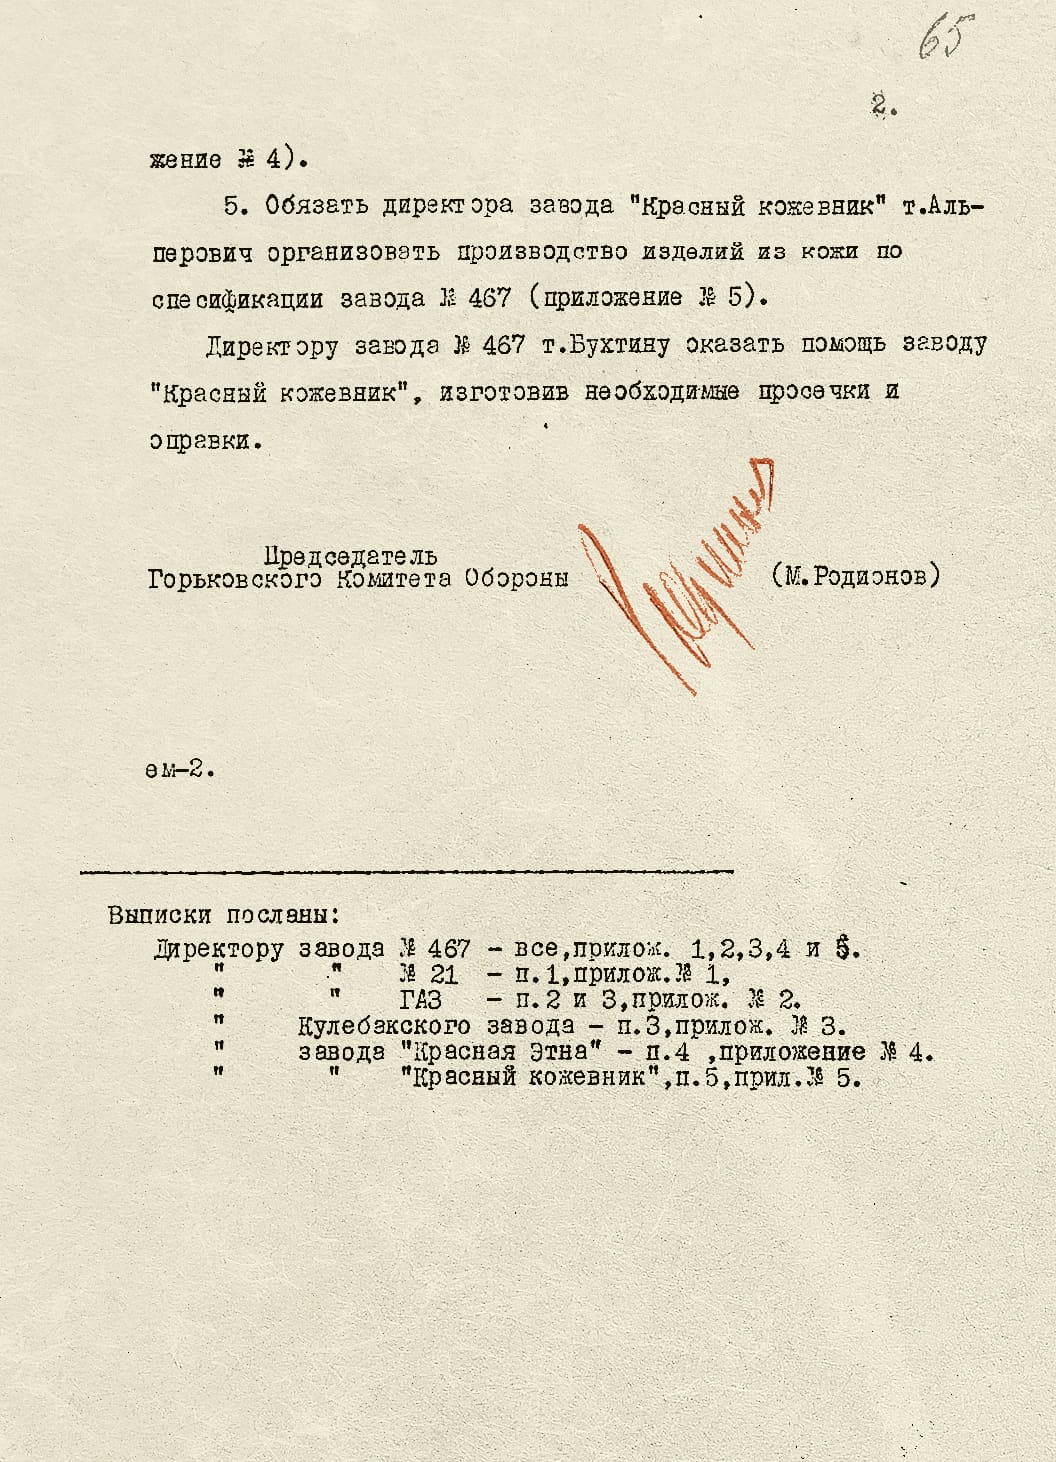 65
2.
жение № 4).
5. Обязать директора завода "Красный кожевник" т.Аль-
перович организовать производство изделий из кожи по
спесификации завода № 467 (приложение № 5).
Директору завода № 467 т.Бухтину оказать помощь заводу
"Красный кожевник", изготовив необходимые просечки и
оправки.
Председатель
Горьковского Комитета Обороны (М.Родионов)
ем-2.
Выписки посланы:
Директору завода № 467 - все,прилож. 1,2,3,4 и 5.
" " № 21 - п.1,прилож.№ 1,
" " ГАЗ - п.2 и 3,прилож. № 2.
" Кулебакского завода - п.3,прилож. № 3.
" завода "Красная Этна" - п.4 ,приложение № 4.
" " "Красный кожевник",п.5,прил.№ 5.